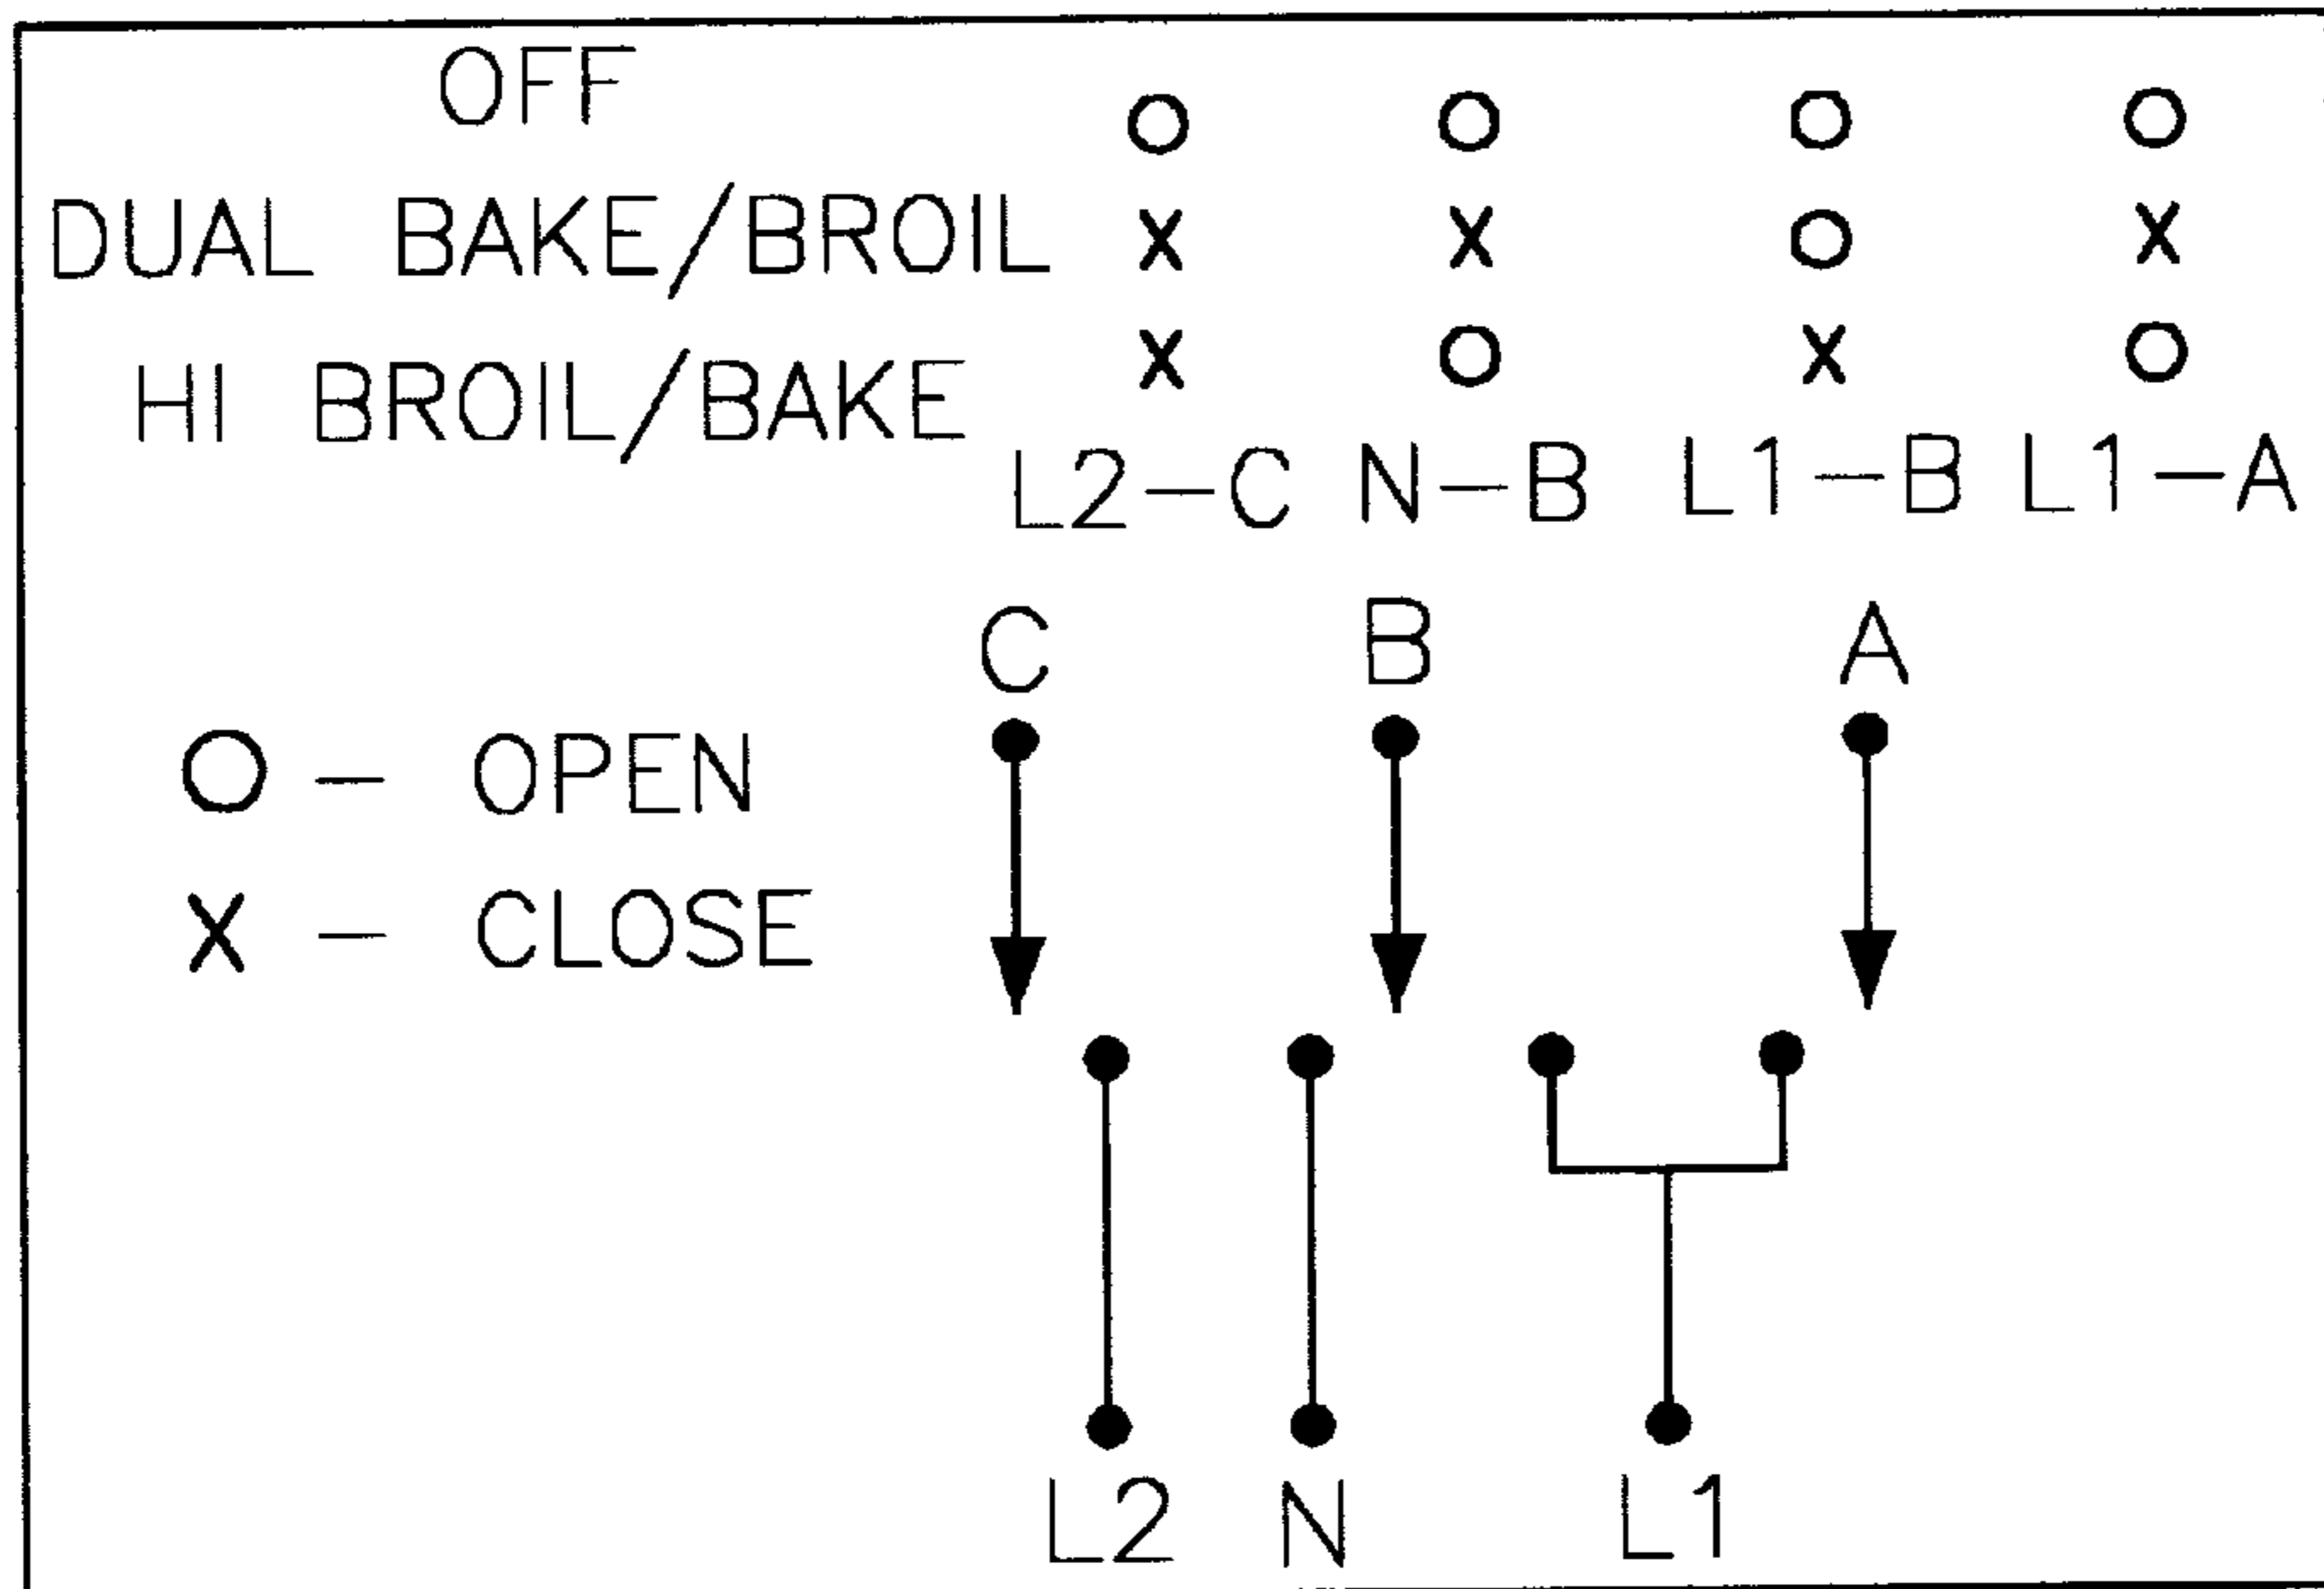 OFF O O O O
DUAL BAKE/BROIL X X O X
HI BROIL/BAKE X O X O
L2-C N-B L1-B L1-A
C B A
O - OPEN
X - CLOSE
L2 N L1